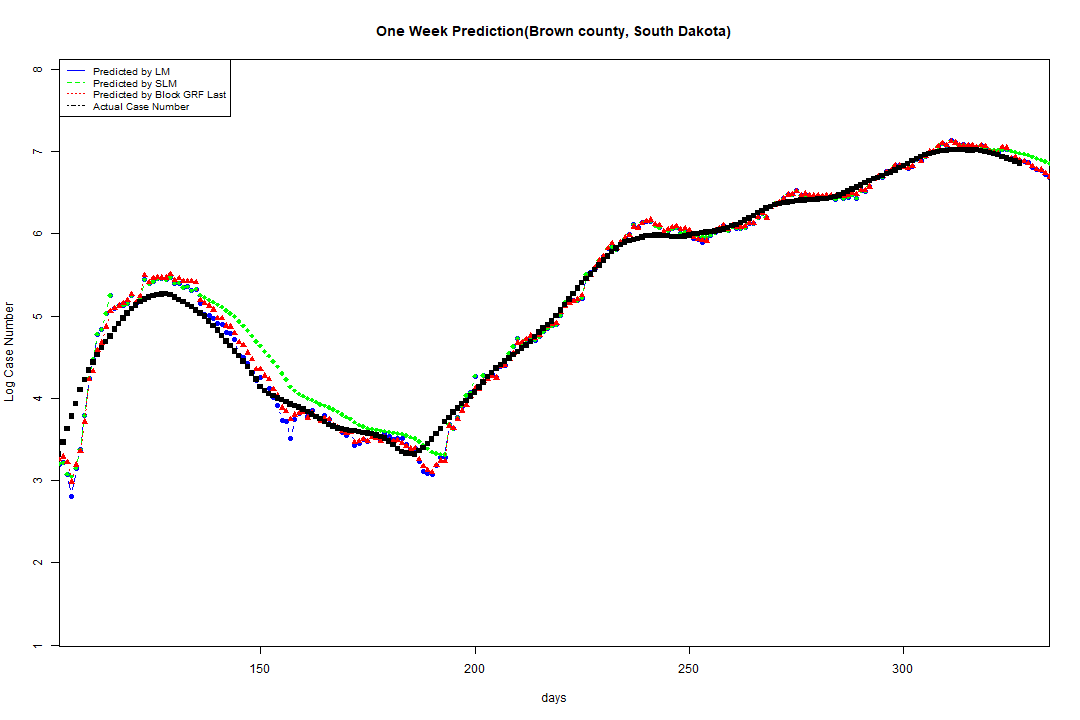 One Week Prediction(Brown county, South Dakota)
Predicted by LM
Predicted by SLM
Predicted by Block GRF Last
Actual Case Number
8
7
6
5
4
3
2
1
Log Case Number
150 200 250 300
days